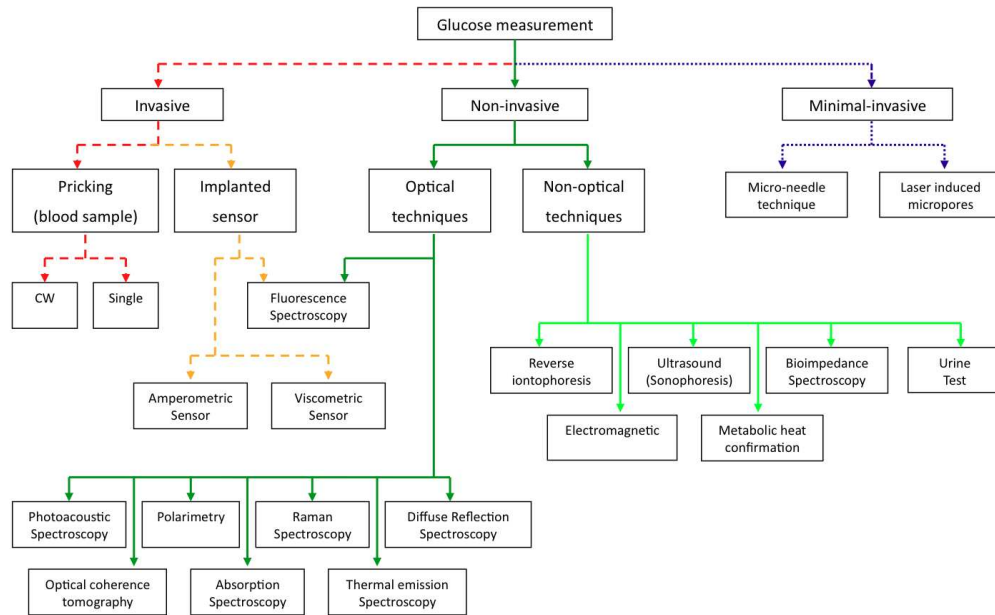 Glucose measurement
Invasive
Non-invasive
Minimal-invasive
Pricking
(blood sample)
Implanted
sensor
Optical
techniques
Non-optical
techniques
Micro-needle
technique
Laser induced
micropores
CW
Single
Fluorescence
Spectroscopy
Reverse
iontophoresis
Ultrasound
(Sonophoresis)
Bioimpedance
Spectroscopy
Urine
Test
Amperometric
Sensor
Viscometric
Sensor
Electromagnetic
Metabolic heat
confirmation
Photoacoustic
Spectroscopy
Polarimetry
Raman
Spectroscopy
Diffuse Reflection
Spectroscopy
Optical coherence
tomography
Absorption
Spectroscopy
Thermal emission
Spectroscopy